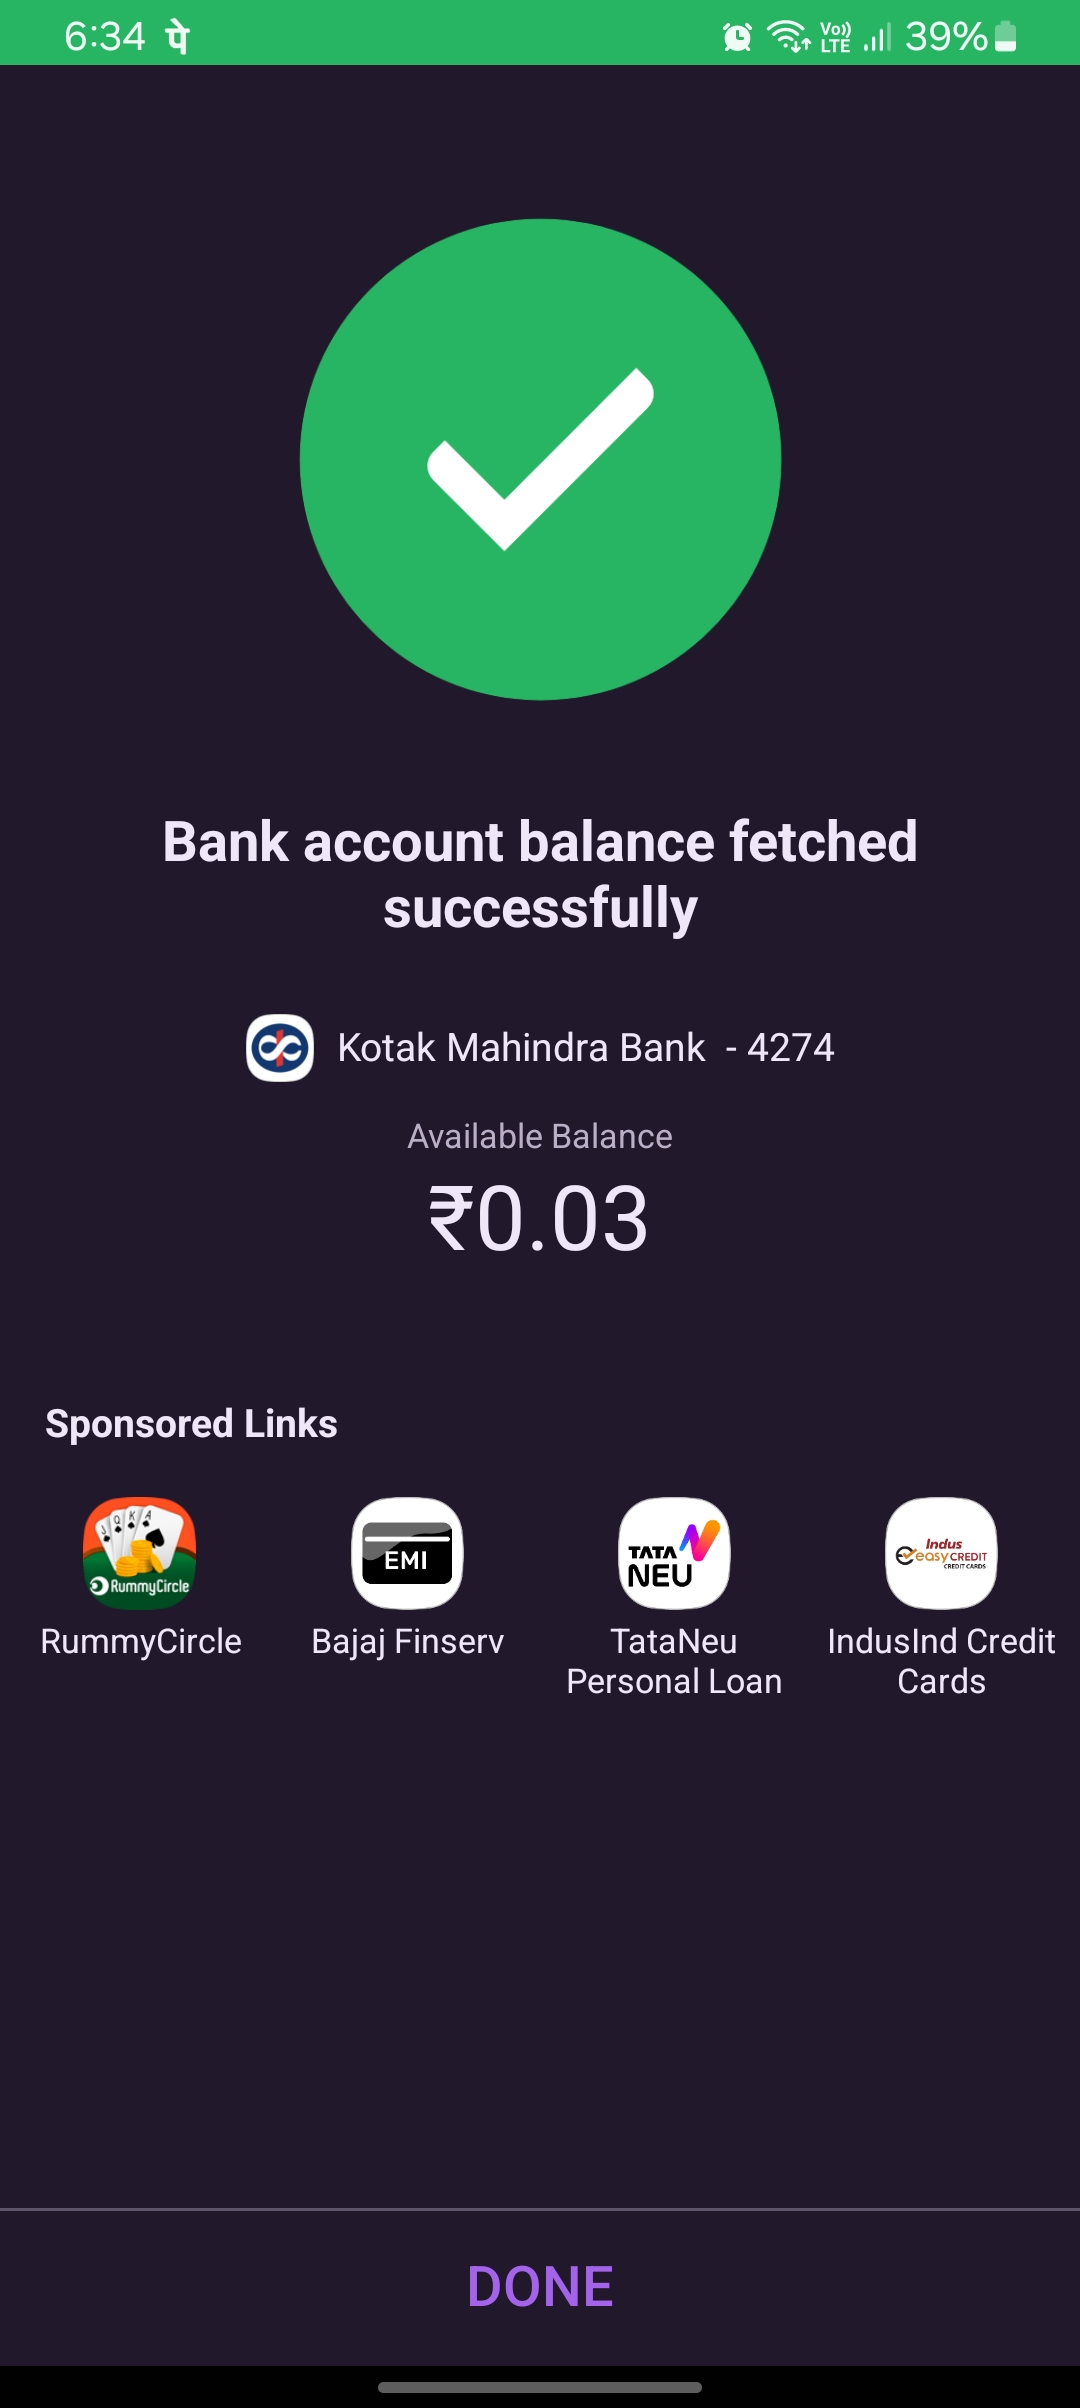 6:34 पे Vo)) LTE 39%
Bank account balance fetched
successfully
Kotak Mahindra Bank - 4274
Available Balance
₹0.03
Sponsored Links
J Q K A
RummyCircle
EMI
TATA
NEU
Indus
easy CREDIT
CREDIT CARDS
RummyCircle
Bajaj Finserv
TataNeu
Personal Loan
IndusInd Credit
Cards
DONE